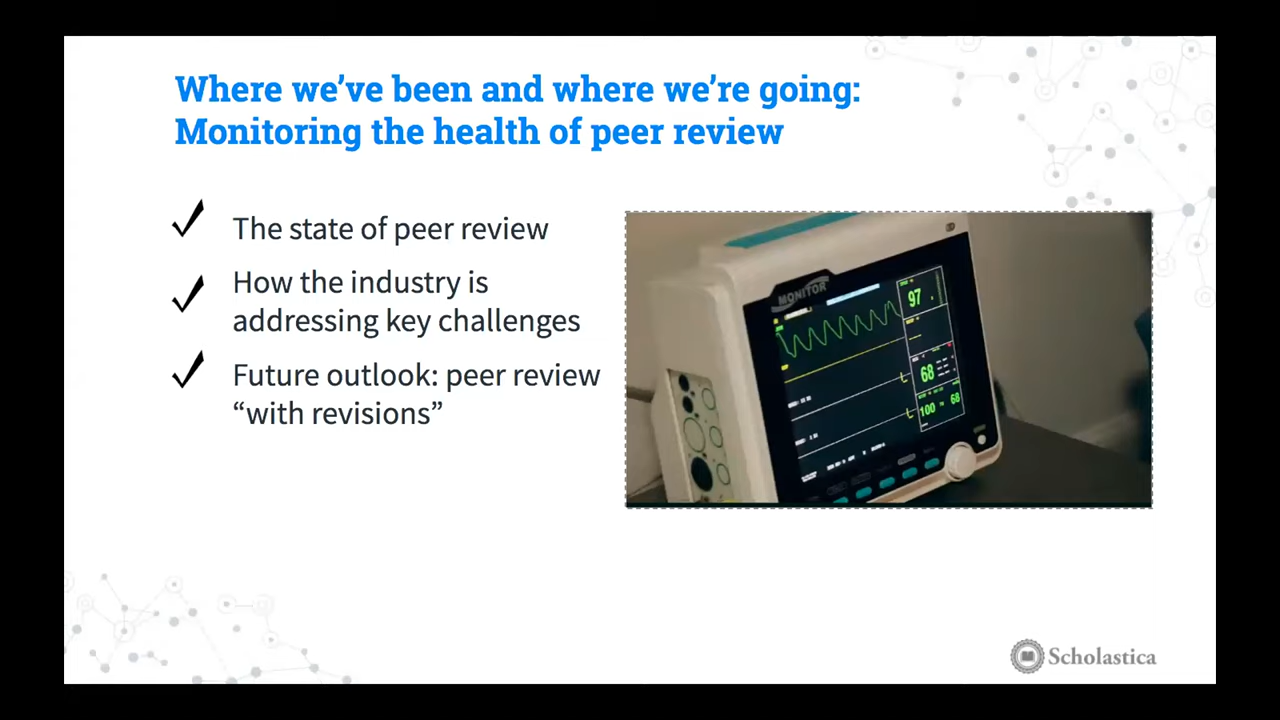 Where we’ve been and where we’re going:
Monitoring the health of peer review
The state of peer review
How the industry is
addressing key challenges
Future outlook: peer review
“with revisions”
MONITOR
97
68
100
68
Scholastica